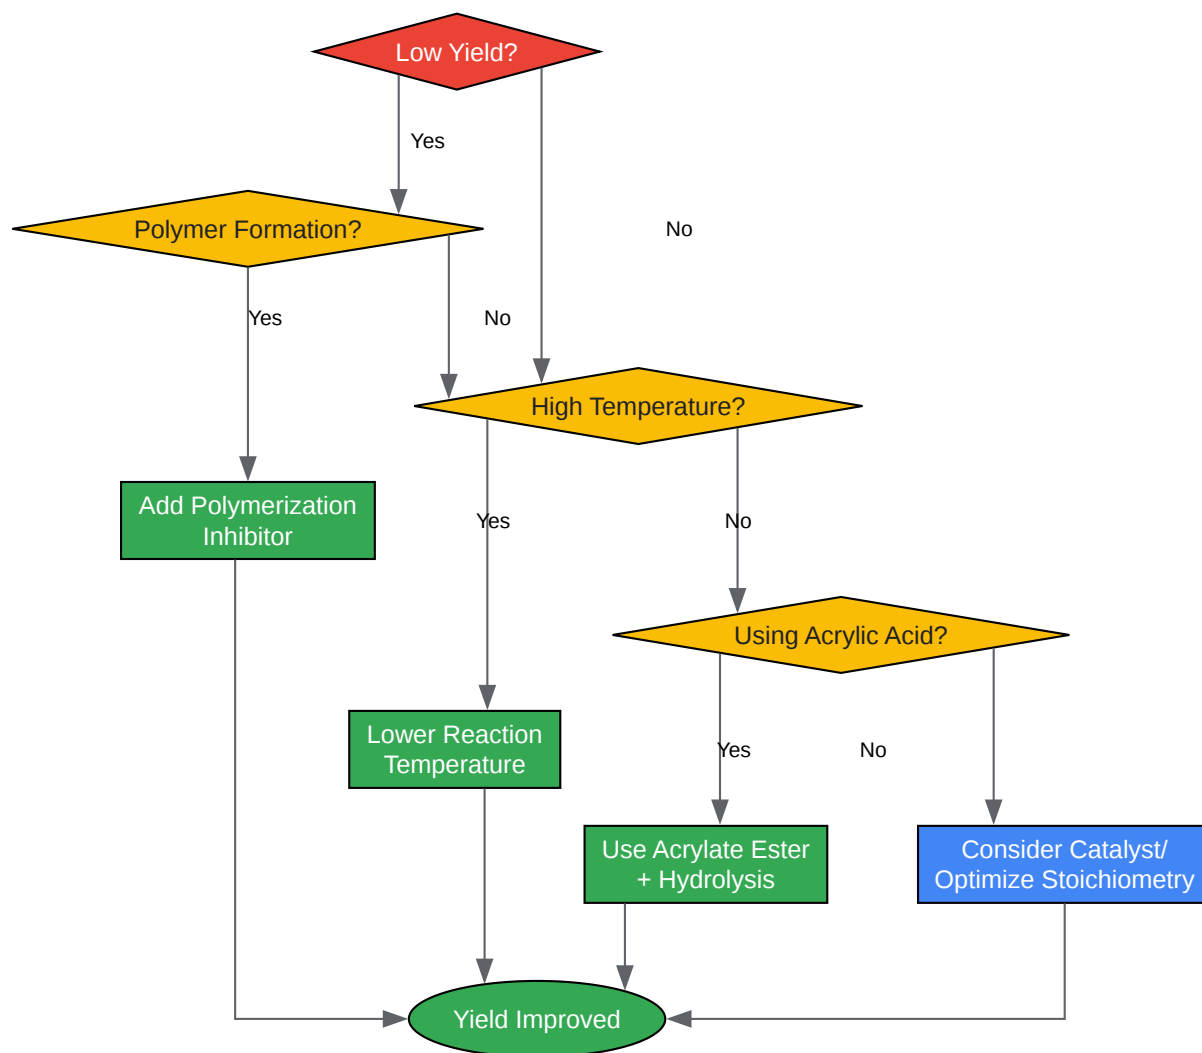 Low Yield?
Yes
No
Polymer Formation?
Yes
No
High Temperature?
Add Polymerization
Inhibitor
Yes
No
Using Acrylic Acid?
Lower Reaction
Temperature
Yes
No
Use Acrylate Ester
+ Hydrolysis
Consider Catalyst/
Optimize Stoichiometry
Yield Improved